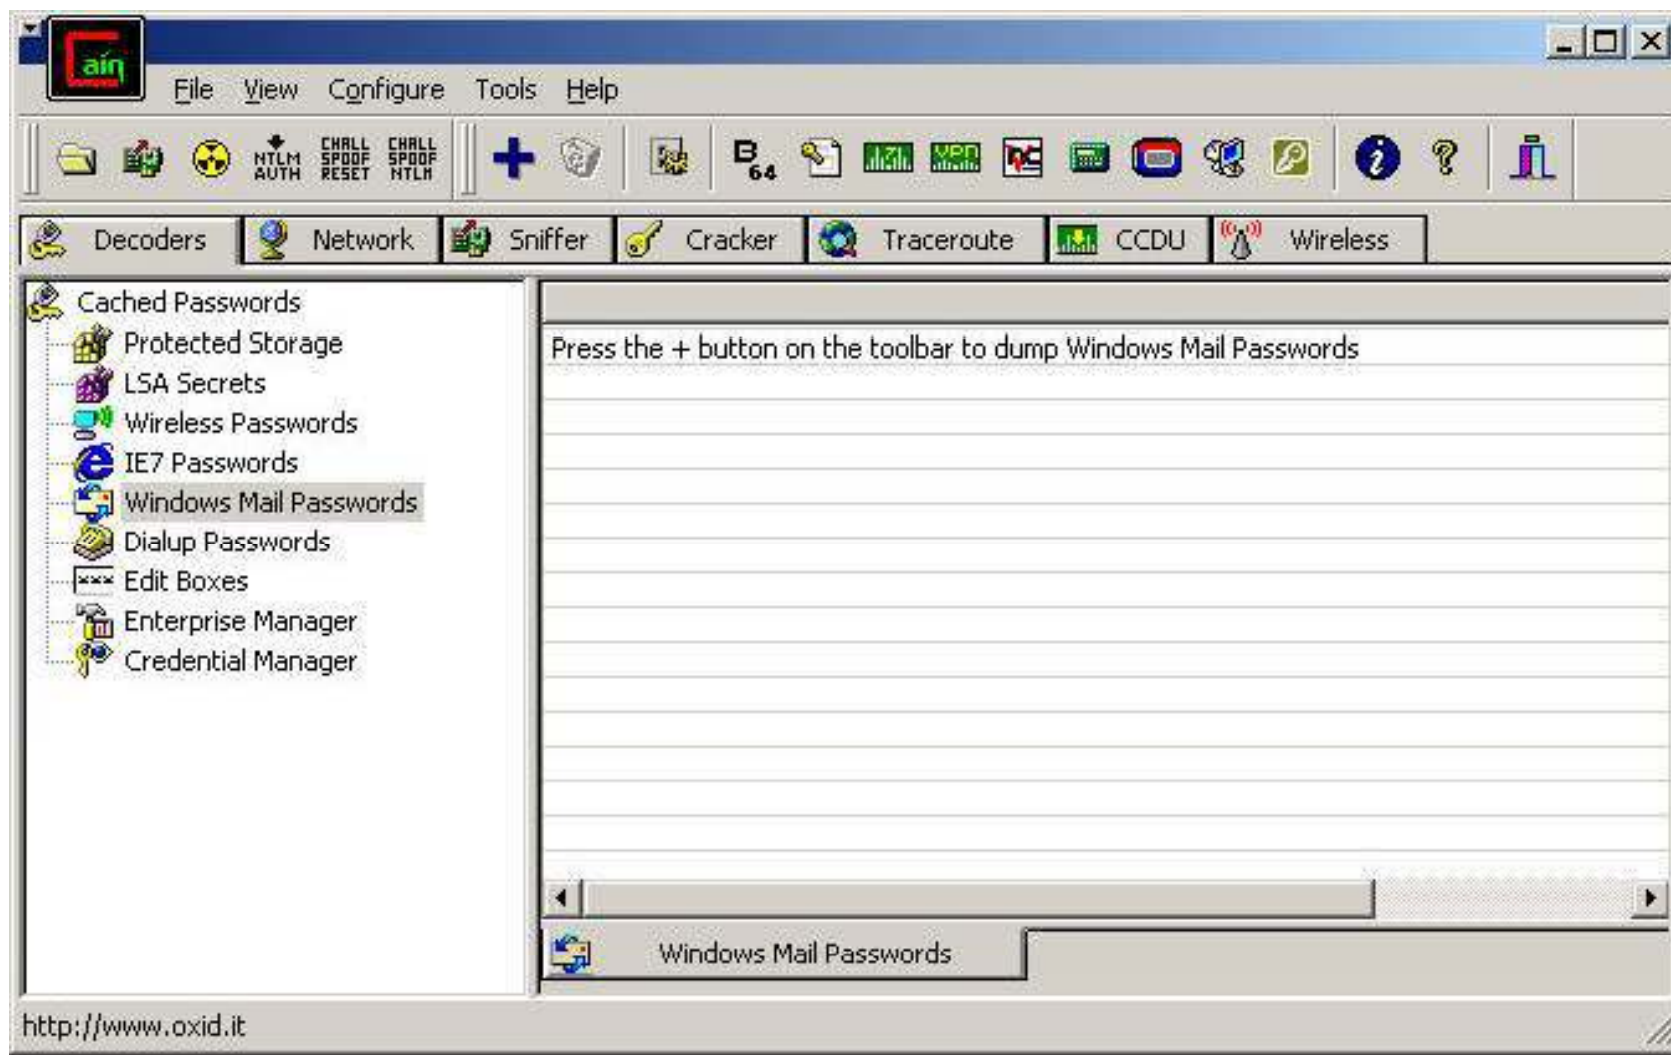 Cain
File View Configure Tools Help
NTLM AUTH CHALL SPOOF RESET CHALL SPOOF NTLM B64 VPN
Decoders Network Sniffer Cracker Traceroute CCDU Wireless
Cached Passwords
Protected Storage
LSA Secrets
Wireless Passwords
IE7 Passwords
Windows Mail Passwords
Dialup Passwords
Edit Boxes
Enterprise Manager
Credential Manager
Press the + button on the toolbar to dump Windows Mail Passwords
Windows Mail Passwords
http://www.oxid.it